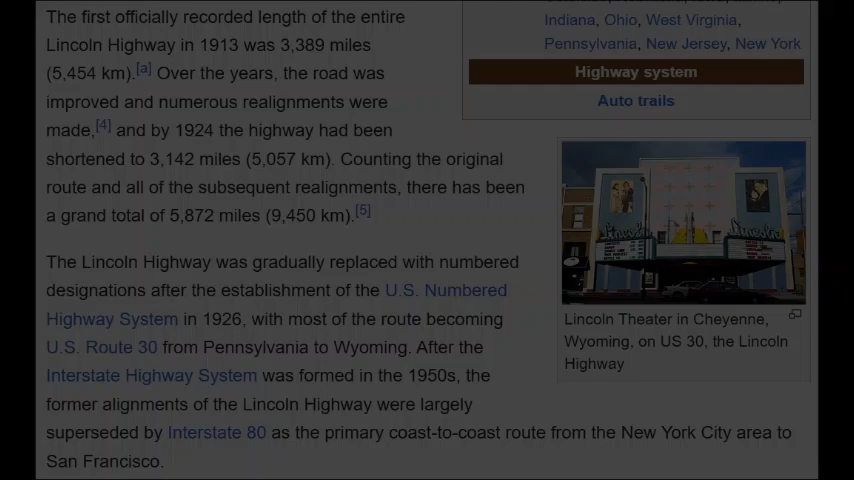 The first officially recorded length of the entire
Lincoln Highway in 1913 was 3,389 miles
(5,454 km).[a] Over the years, the road was
improved and numerous realignments were
made,[4] and by 1924 the highway had been
shortened to 3,142 miles (5,057 km). Counting the original
route and all of the subsequent realignments, there has been
a grand total of 5,872 miles (9,450 km).[5]
The Lincoln Highway was gradually replaced with numbered
designations after the establishment of the U.S. Numbered
Highway System in 1926, with most of the route becoming
U.S. Route 30 from Pennsylvania to Wyoming. After the
Interstate Highway System was formed in the 1950s, the
former alignments of the Lincoln Highway were largely
superseded by Interstate 80 as the primary coast-to-coast route from the New York City area to
San Francisco.
Indiana, Ohio, West Virginia,
Pennsylvania, New Jersey, New York
Highway system
Auto trails
Lincoln
Lincoln
Lincoln Theater in Cheyenne,
Wyoming, on US 30, the Lincoln
Highway